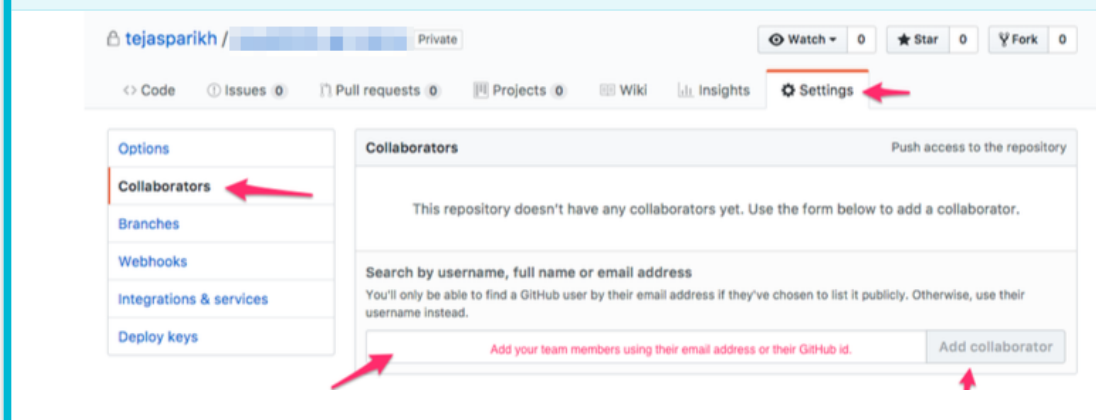 tejasparikh / Private Watch 0 Star 0 Fork 0
<> Code Issues 0 Pull requests 0 Projects 0 Wiki Insights Settings
Options
Collaborators
Branches
Webhooks
Integrations & services
Deploy keys
Collaborators Push access to the repository
This repository doesn't have any collaborators yet. Use the form below to add a collaborator.
Search by username, full name or email address
You'll only be able to find a GitHub user by their email address if they've chosen to list it publicly. Otherwise, use their
username instead.
Add your team members using their email address or their GitHub id. Add collaborator